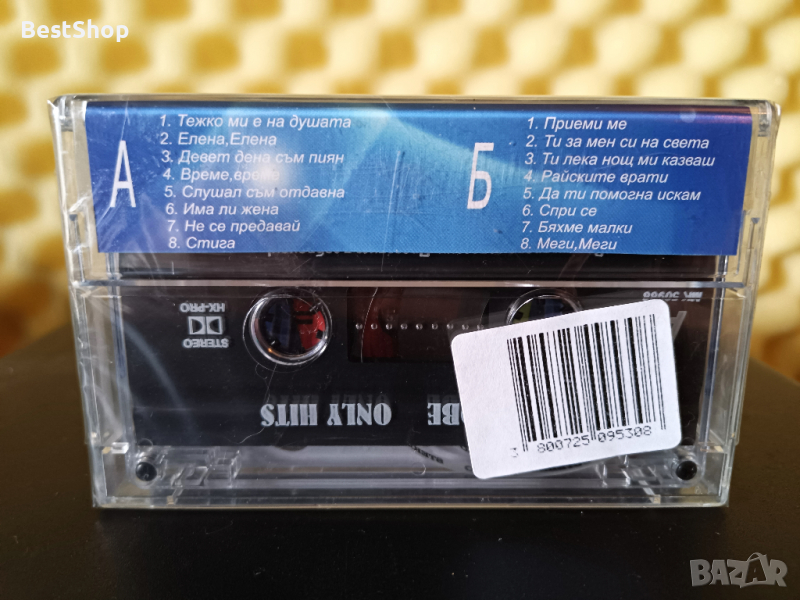 BestShop
А
1. Тежко ми е на душата
2. Елена,Елена
3. Девет дена съм пиян
4. Време,време
5. Слушал съм отдавна
6. Има ли жена
7. Не се предавай
8. Стига
Б
1. Приеми ме
2. Ти за мен си на света
3. Ти лека нощ ми казваш
4. Райските врати
5. Да ти помогна искам
6. Спри се
7. Бяхме малки
8. Меги,Меги
STEREO
HX-PRO
ONLY HITS
3 800725 095308
BAZAR